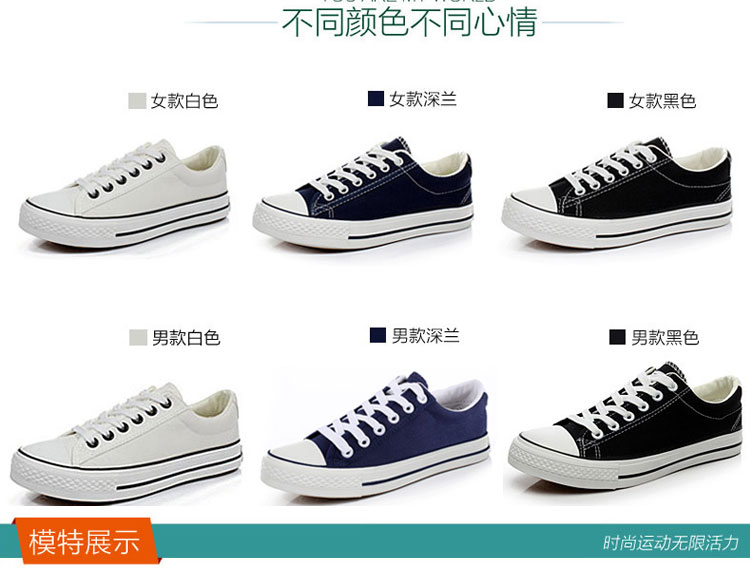 不同颜色不同心情
女款白色
女款深兰
女款黑色
男款白色
男款深兰
男款黑色
模特展示
时尚运动无限活力